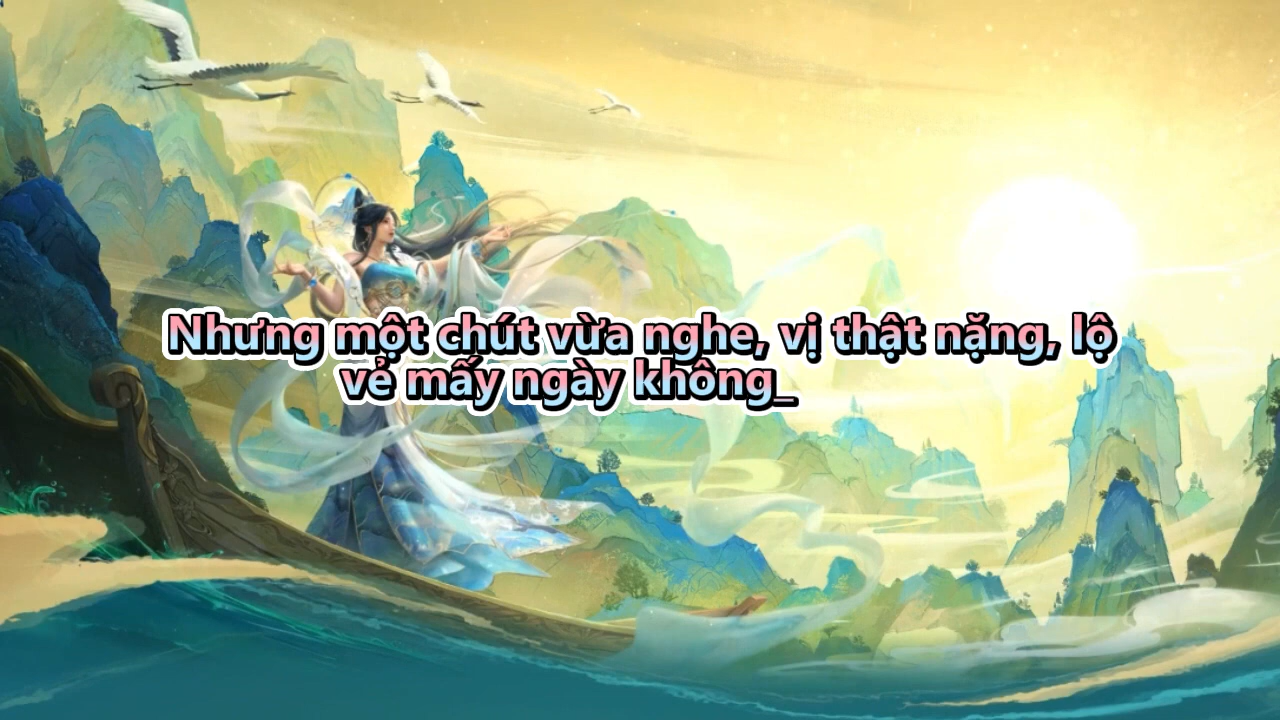 Nhưng một chút vừa nghe, vị thật nặng, lộ
vẻ mấy ngày không_